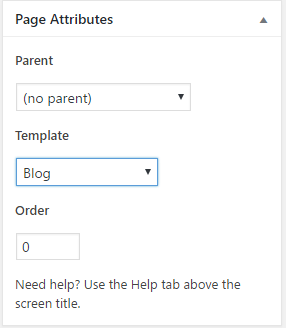 Page Attributes
Parent
(no parent)
Template
Blog
Order
0
Need help? Use the Help tab above the
screen title.